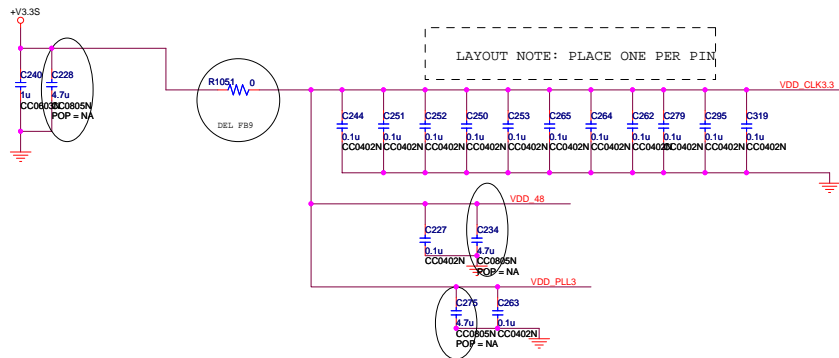 +V3.3S
LAYOUT NOTE: PLACE ONE PER PIN
C240
1u
CC0603N
C228
4.7u
CC0805N
POP = NA
R1051
0
DEL FB9
VDD_CLK3.3
C244
0.1u
CC0402N
C251
0.1u
CC0402N
C252
0.1u
CC0402N
C250
0.1u
CC0402N
C253
0.1u
CC0402N
C265
0.1u
CC0402N
C264
0.1u
CC0402N
C262
0.1u
CC0402N
C279
0.1u
CC0402N
C295
0.1u
CC0402N
C319
0.1u
CC0402N
VDD_48
C227
0.1u
CC0402N
C234
4.7u
CC0805N
POP = NA
VDD_PLL3
C275
4.7u
CC0805N
POP = NA
C263
0.1u
CC0402N